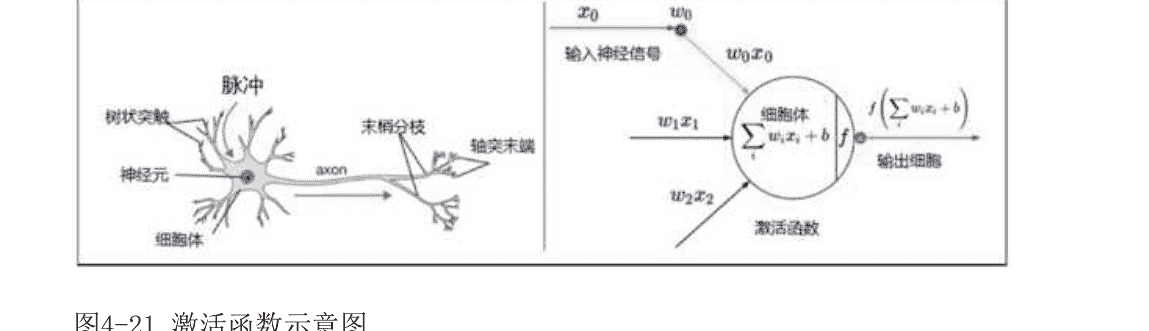 脉冲
树状突触
神经元
细胞体
axon
末梢分枝
轴突末端
x₀ w₀
输入神经信号
w₀x₀
w₁x₁
w₂x₂
细胞体
∑ᵢ wᵢxᵢ + b f
f(∑ᵢ wᵢxᵢ + b)
输出细胞
激活函数
图4-21 激活函数示意图